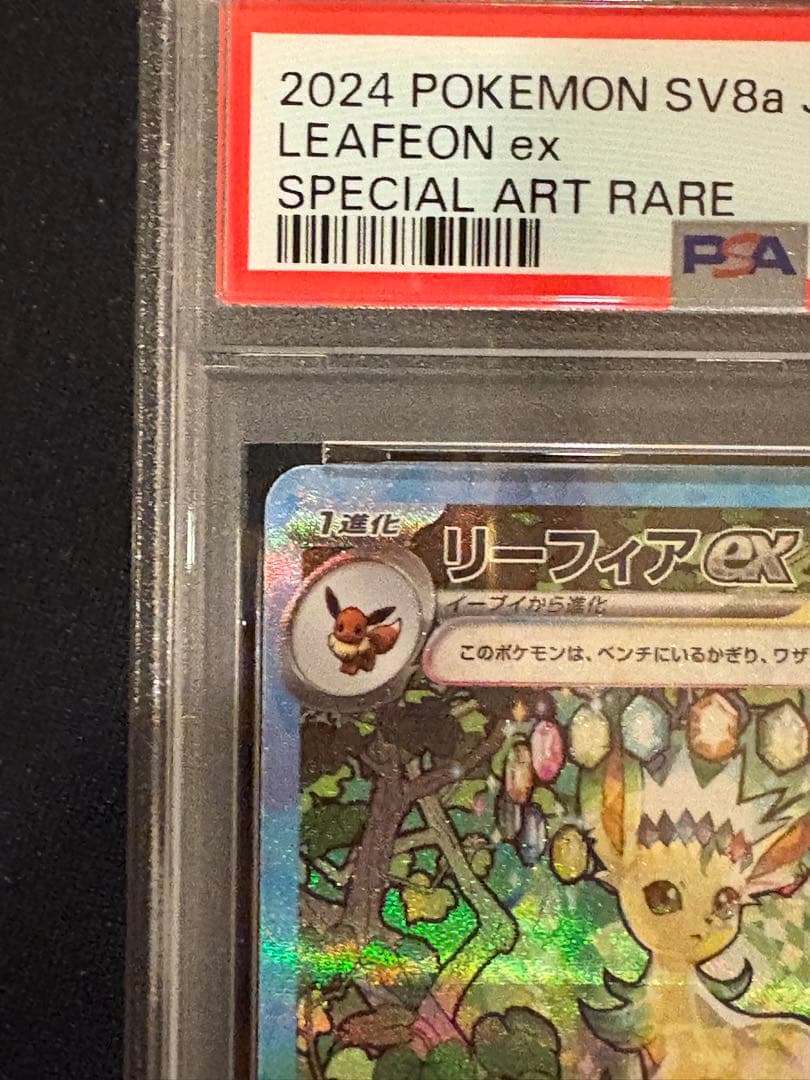 2024 POKEMON SV8a
LEAFEON ex
SPECIAL ART RARE
PSA
1進化
リーフィアex
イーブイから進化
このポケモンは、ベンチにいるかぎり、ワザ